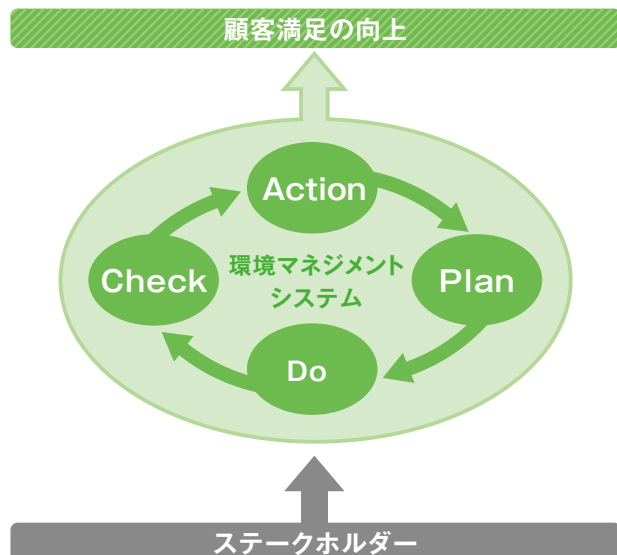 顧客満足の向上
Action
Check
環境マネジメント
システム
Plan
Do
ステークホルダー